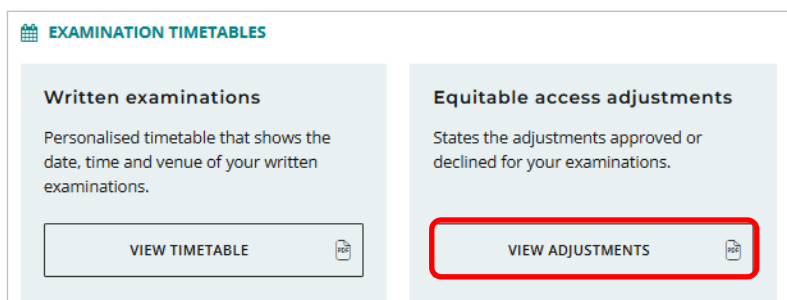 EXAMINATION TIMETABLES
Written examinations
Personalised timetable that shows the
date, time and venue of your written
examinations.
VIEW TIMETABLE PDF
Equitable access adjustments
States the adjustments approved or
declined for your examinations.
VIEW ADJUSTMENTS PDF